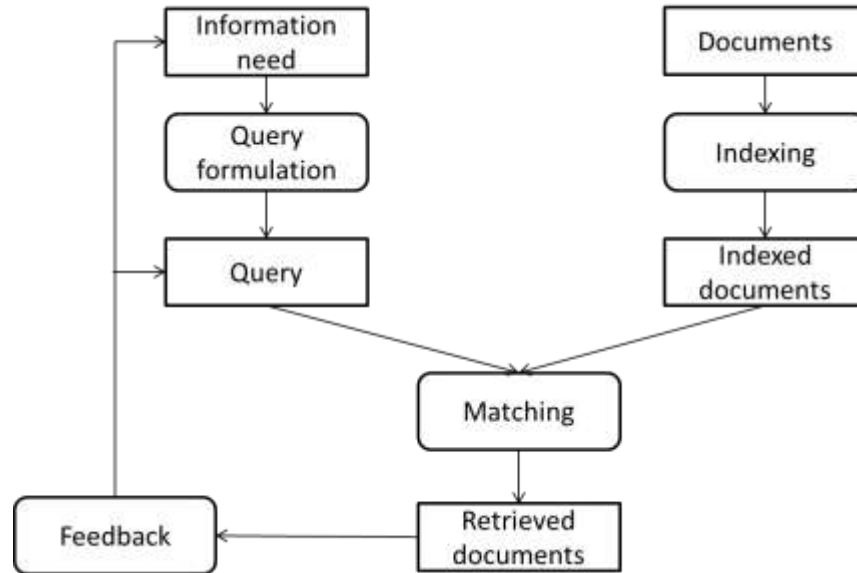 Information
need
Documents
Query
formulation
Indexing
Query
Indexed
documents
Matching
Feedback
Retrieved
documents